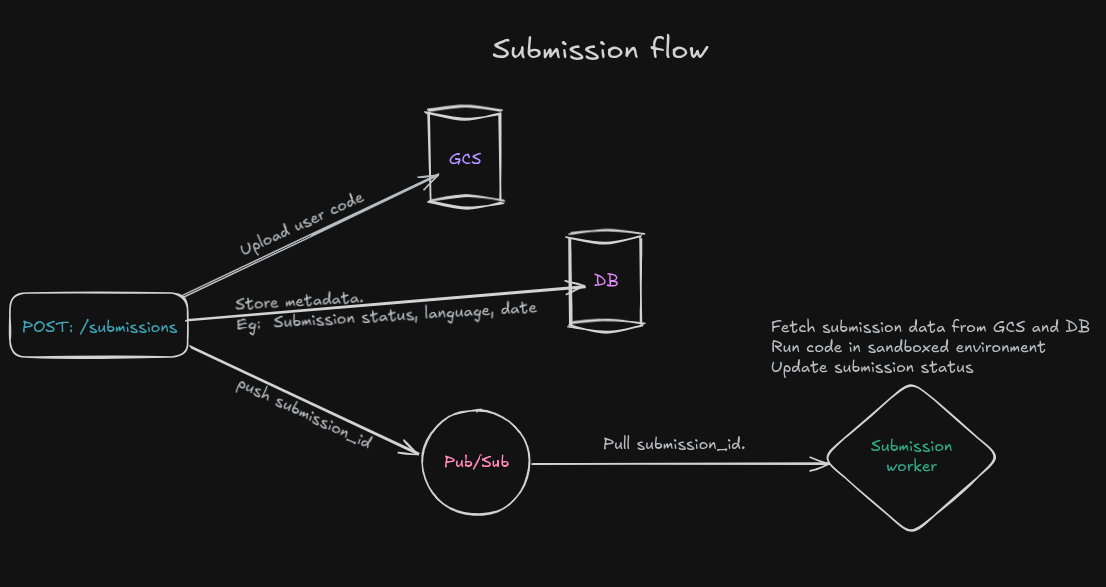 Submission flow
GCS
Upload user code
DB
Store metadata.
Eg: Submission status, language, date
POST: /submissions
Fetch submission data from GCS and DB
Run code in sandboxed environment
Update submission status
push submission_id
Pub/Sub
Pull submission_id.
Submission
worker